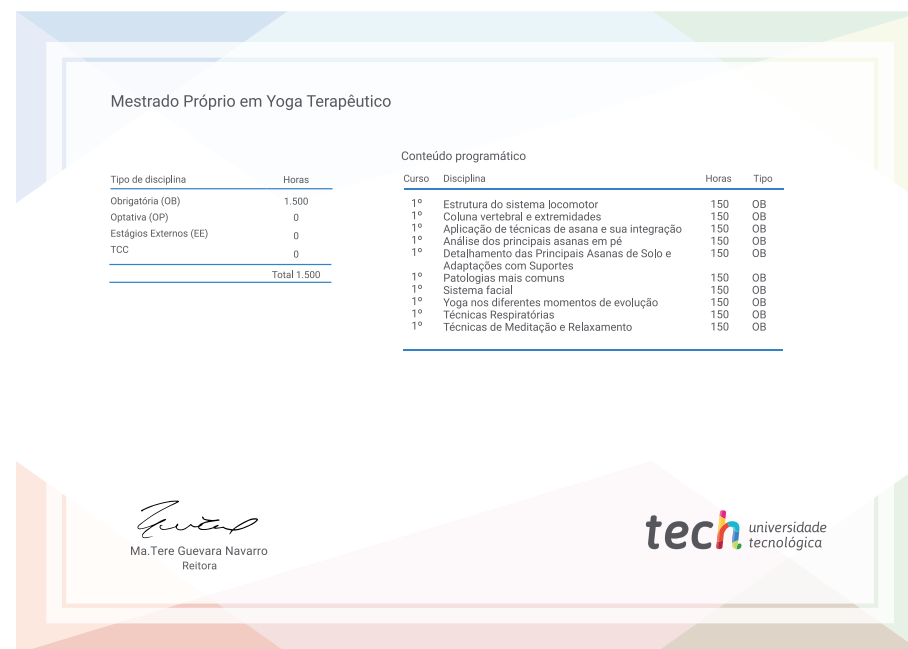 Mestrado Próprio em Yoga Terapêutico
Tipo de disciplina Horas
Obrigatória (OB) 1.500
Optativa (OP) 0
Estágios Externos (EE) 0
TCC 0
Total 1.500
Conteúdo programático
Curso Disciplina Horas Tipo
1º Estrutura do sistema locomotor 150 OB
1º Coluna vertebral e extremidades 150 OB
1º Aplicação de técnicas de asana e sua integração 150 OB
1º Análise dos principais asanas em pé 150 OB
1º Detalhamento das Principais Asanas de Solo e 150 OB
Adaptações com Suportes
1º Patologias mais comuns 150 OB
1º Sistema facial 150 OB
1º Yoga nos diferentes momentos de evolução 150 OB
1º Técnicas Respiratórias 150 OB
1º Técnicas de Meditação e Relaxamento 150 OB
Ma.Tere Guevara Navarro
Reitora
tech universidade
tecnológica